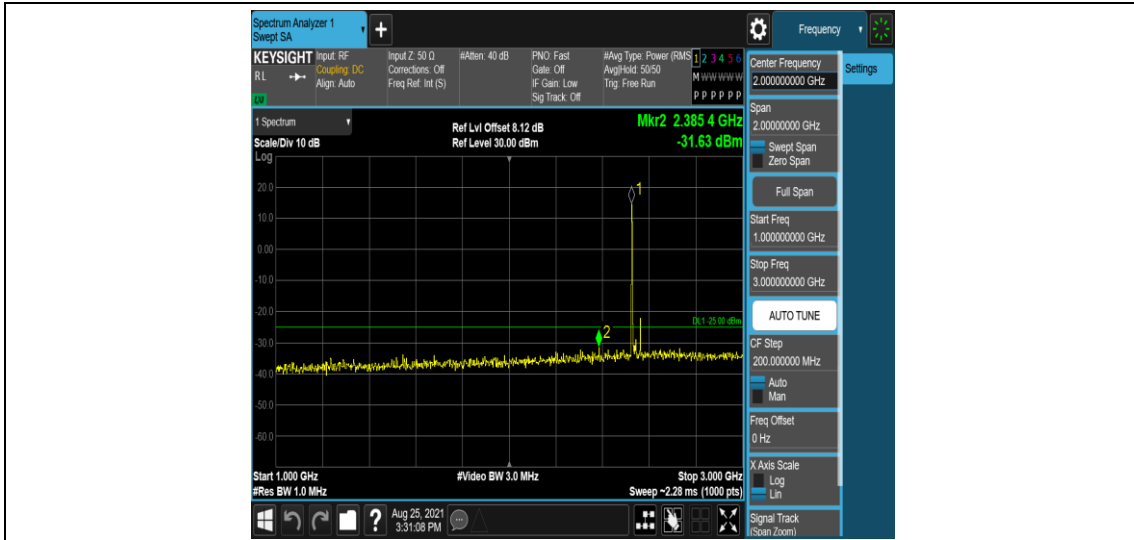 Spectrum Analyzer 1
Swept SA
+
Frequency
KEYSIGHT
RL
Input: RF
Coupling: DC
Align: Auto
Input Z: 50 Ω
Corrections: Off
Freq Ref: Int (S)
#Atten: 40 dB
PNO: Fast
Gate: Off
IF Gain: Low
Sig Track: Off
#Avg Type: Power (RMS
Avg|Hold: 50/50
Trig: Free Run
1 2 3 4 5 6
M W W W W W
P P P P P P
1 Spectrum
Scale/Div 10 dB
Ref Lvl Offset 8.12 dB
Ref Level 30.00 dBm
Mkr2 2.385 4 GHz
-31.63 dBm
Log
20.0
10.0
0.00
-10.0
-20.0
-30.0
-40.0
-50.0
-60.0
1
2
DL1 -25.00 dBm
Start 1.000 GHz
#Res BW 1.0 MHz
#Video BW 3.0 MHz
Stop 3.000 GHz
Sweep ~2.28 ms (1000 pts)
?
Aug 25, 2021
3:31:08 PM
Center Frequency
2.000000000 GHz
Settings
Span
2.00000000 GHz
Swept Span
Zero Span
Full Span
Start Freq
1.000000000 GHz
Stop Freq
3.000000000 GHz
AUTO TUNE
CF Step
200.000000 MHz
Auto
Man
Freq Offset
0 Hz
X Axis Scale
Log
Lin
Signal Track
(Span Zoom)